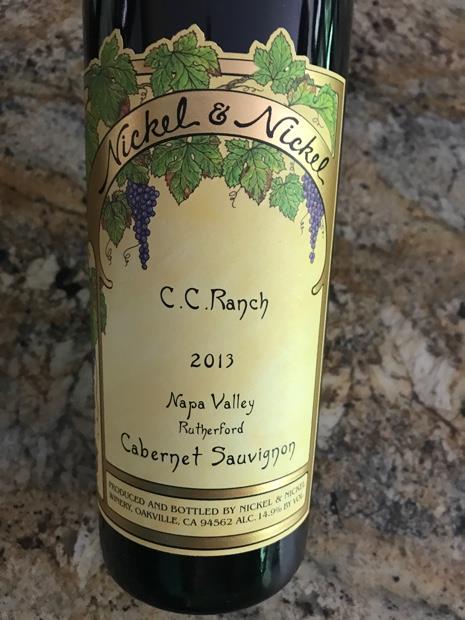 Nickel & Nickel
C.C. Ranch
2013
Napa Valley
Rutherford
Cabernet Sauvignon
PRODUCED AND BOTTLED BY NICKEL & NICKEL
WINERY, OAKVILLE, CA 94562 ALC. 14.9% BY VOL.